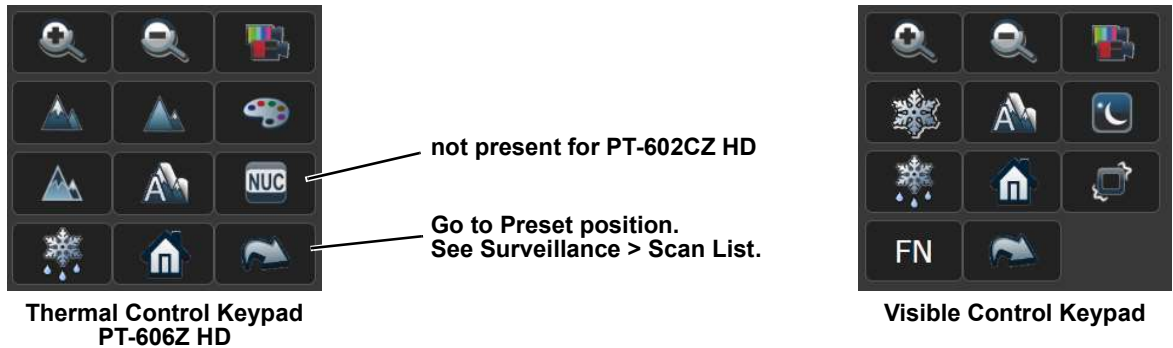 A
NUC
not present for PT-602CZ HD
Go to Preset position.
See Surveillance > Scan List.
Thermal Control Keypad
PT-606Z HD
A
FN
Visible Control Keypad